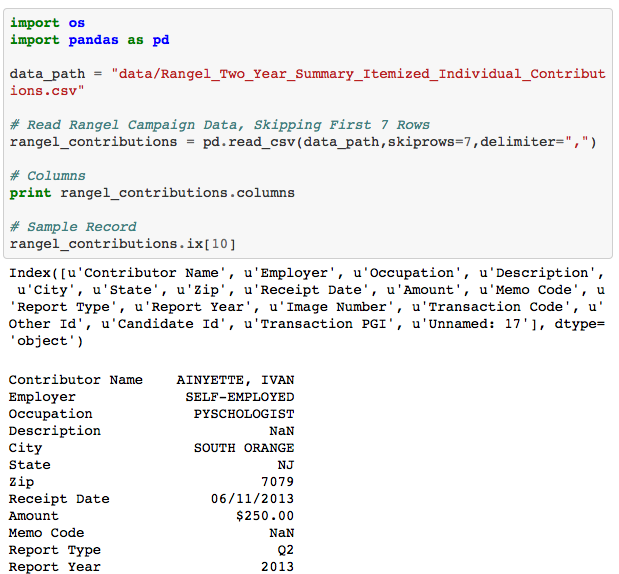 import os
import pandas as pd
data_path = "data/Rangel_Two_Year_Summary_Itemized_Individual_Contribut
ions.csv"
# Read Rangel Campaign Data, Skipping First 7 Rows
rangel_contributions = pd.read_csv(data_path,skiprows=7,delimiter=",")
# Columns
print rangel_contributions.columns
# Sample Record
rangel_contributions.ix[10]
Index([u'Contributor Name', u'Employer', u'Occupation', u'Description',
 u'City', u'State', u'Zip', u'Receipt Date', u'Amount', u'Memo Code', u
'Report Type', u'Report Year', u'Image Number', u'Transaction Code', u'
Other Id', u'Candidate Id', u'Transaction PGI', u'Unnamed: 17'], dtype=
'object')
Contributor Name    AINYETTE, IVAN
Employer             SELF-EMPLOYED
Occupation            PYSCHOLOGIST
Description                    NaN
City                  SOUTH ORANGE
State                           NJ
Zip                           7079
Receipt Date            06/11/2013
Amount                     $250.00
Memo Code                      NaN
Report Type                     Q2
Report Year                   2013